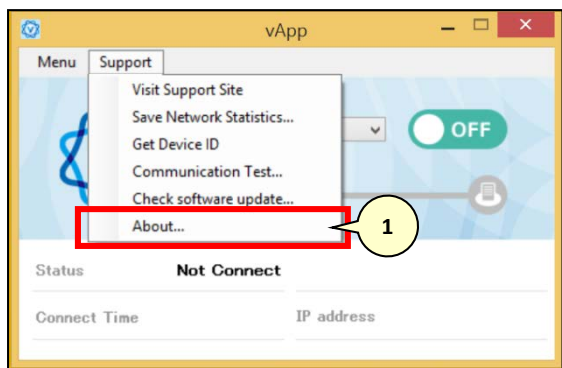 vApp
Menu Support
Visit Support Site
Save Network Statistics...
Get Device ID
Communication Test...
Check software update...
About...
OFF
1
Status Not Connect
Connect Time IP address